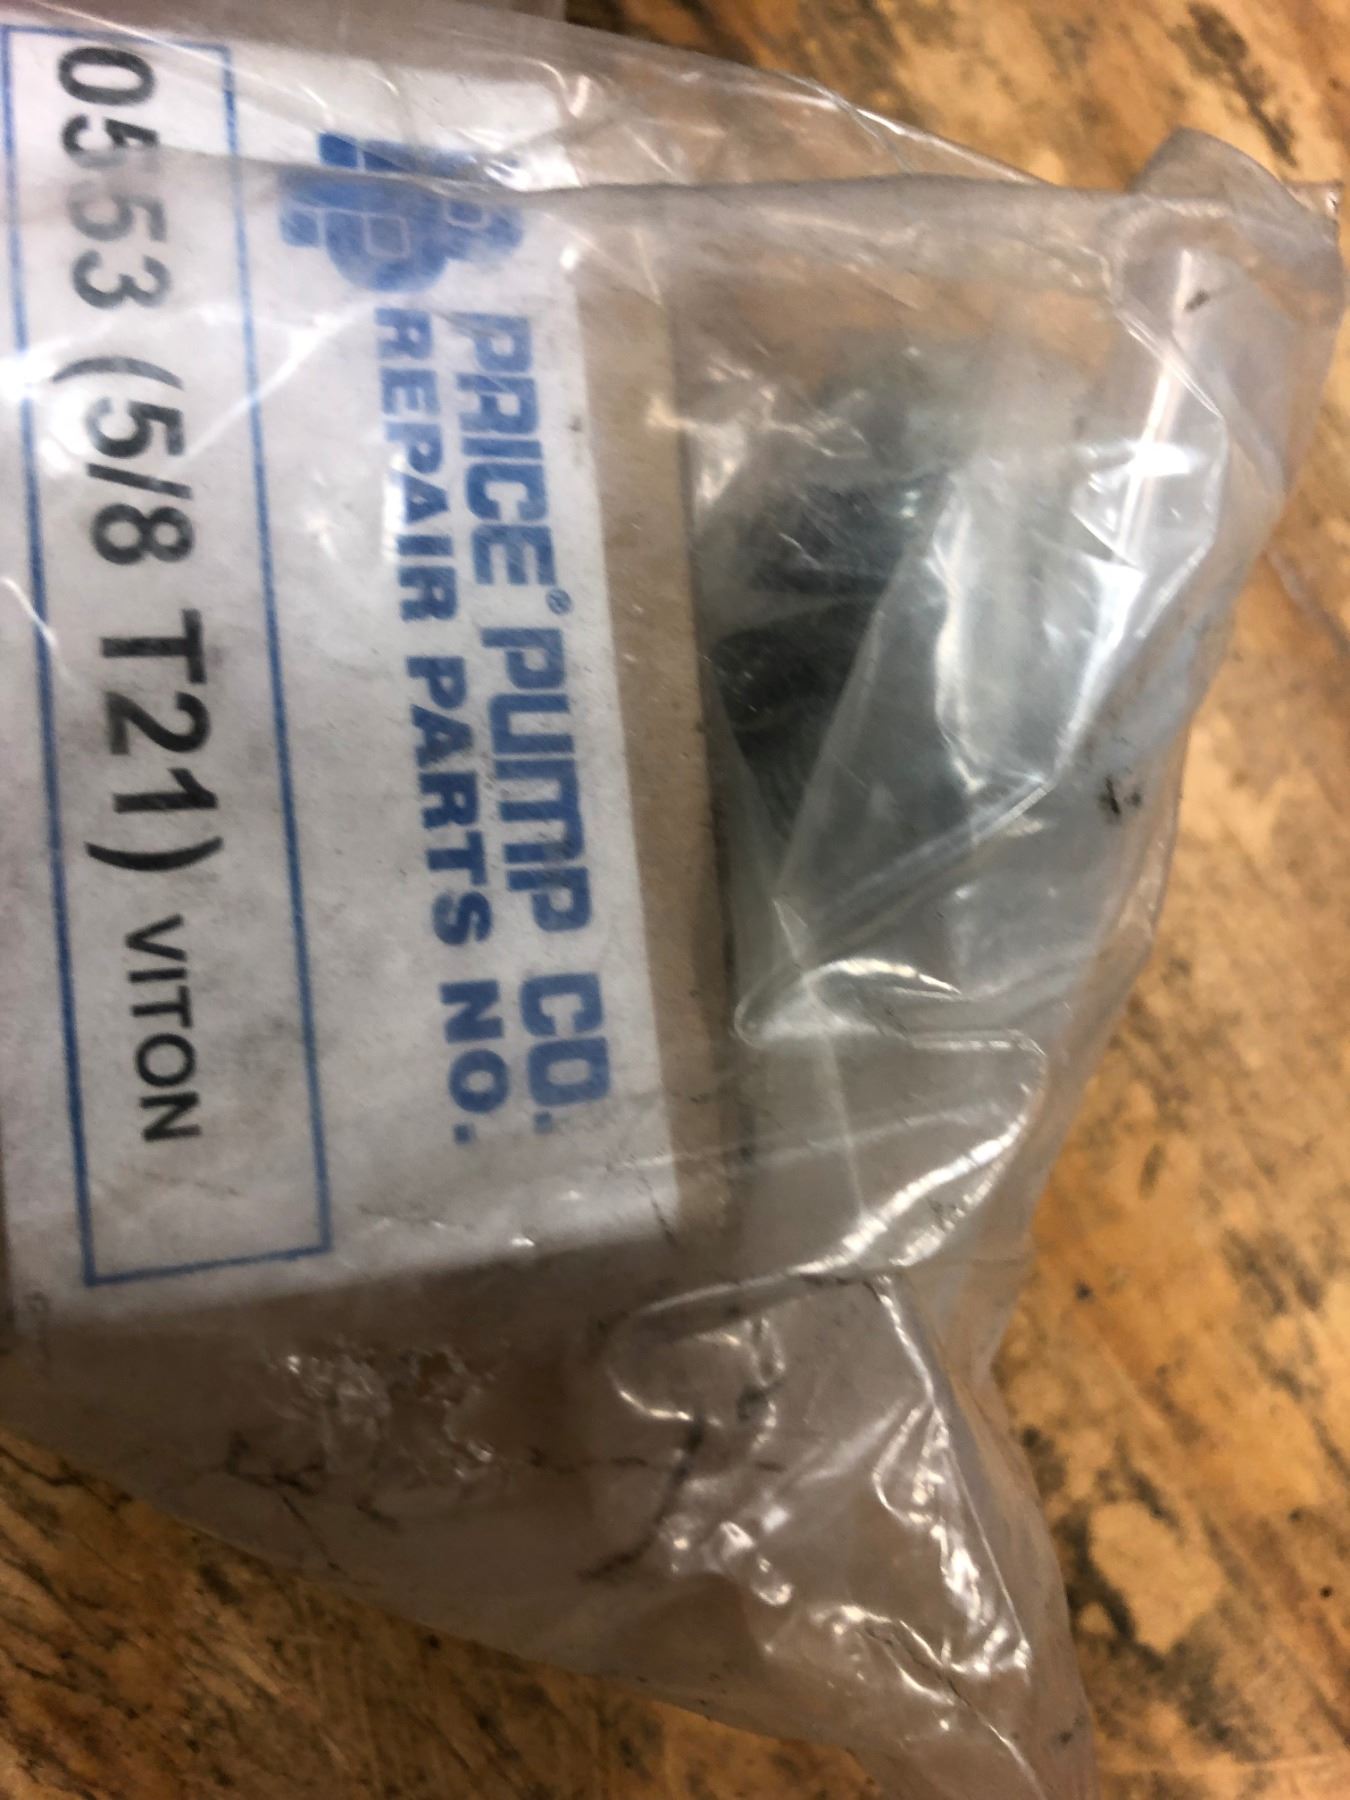 PRICE® PUMP CO.
REPAIR PARTS NO.
0553 (5/8 T21) VITON